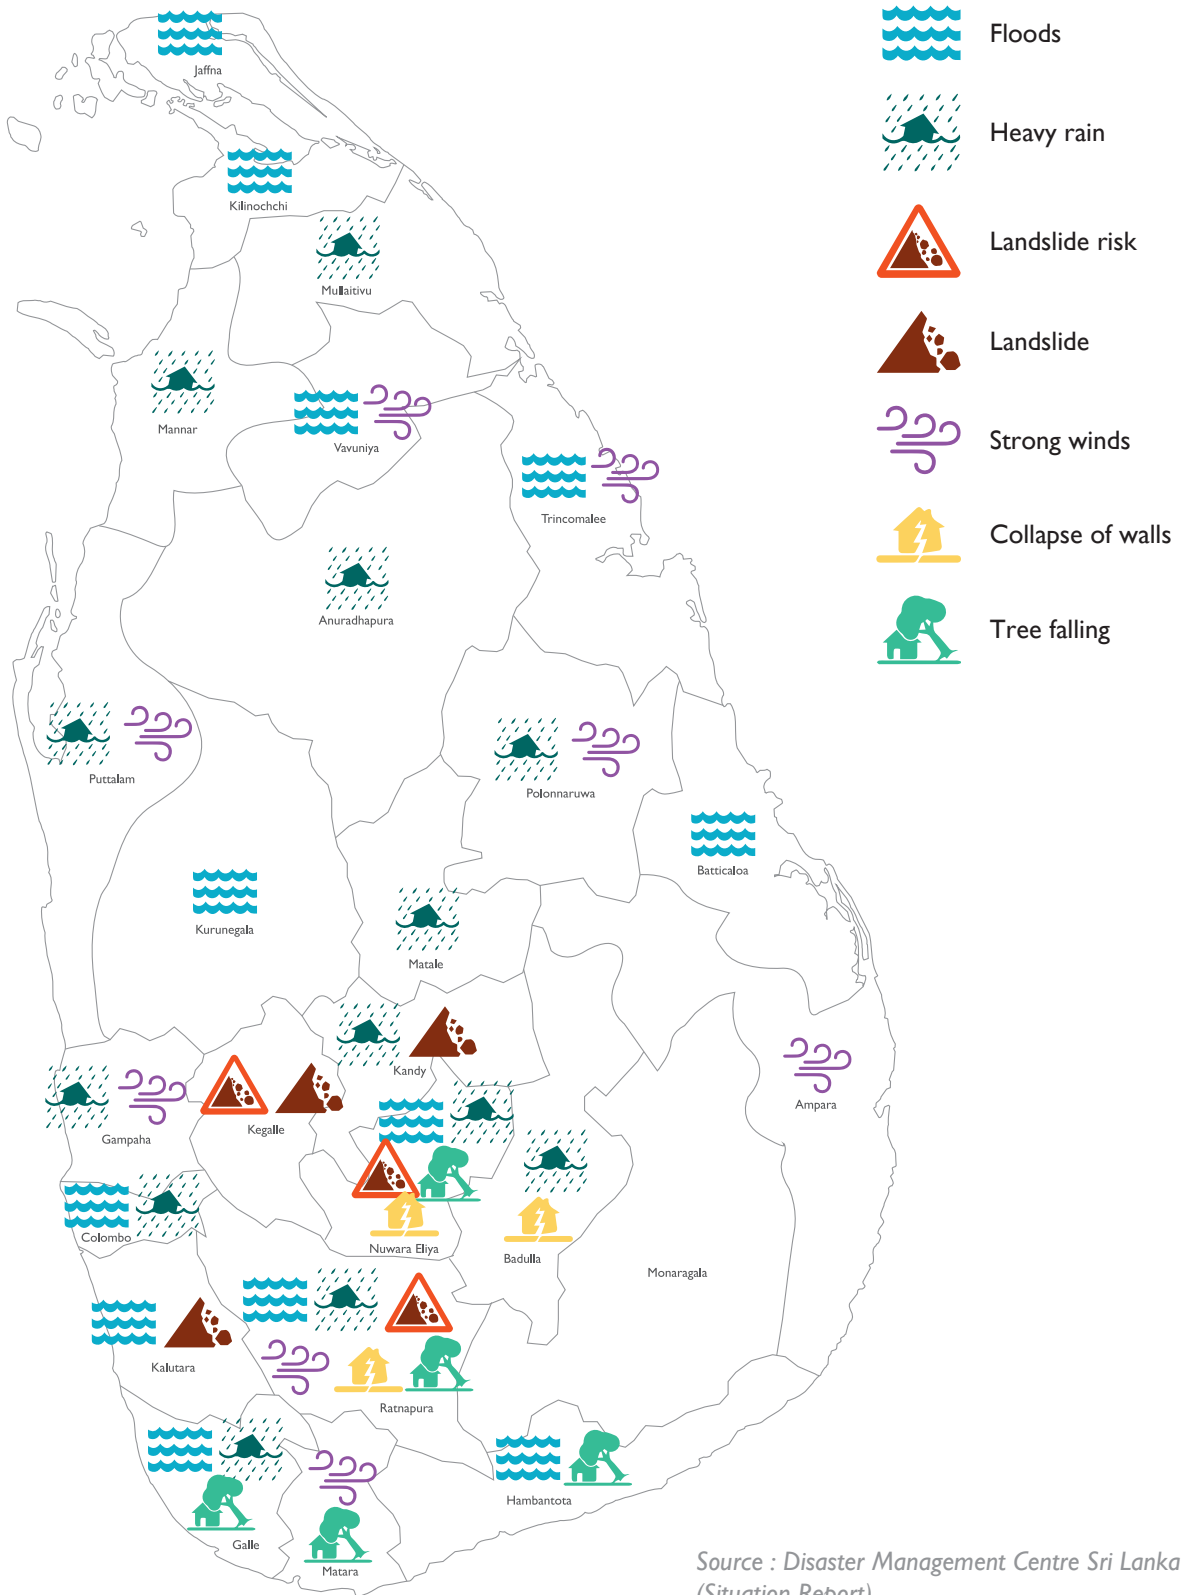 Floods
Heavy rain
Landslide risk
Landslide
Strong winds
Collapse of walls
Tree falling
Jaffna
Kilinochchi
Mullaitivu
Mannar
Vavuniya
Trincomalee
Anuradhapura
Puttalam
Polonnaruwa
Batticaloa
Kurunegala
Matale
Kandy
Ampara
Gampaha
Kegalle
Colombo
Nuwara Eliya
Badulla
Monaragala
Kalutara
Ratnapura
Hambantota
Galle
Matara
Source : Disaster Management Centre Sri Lanka
(Situation Report)